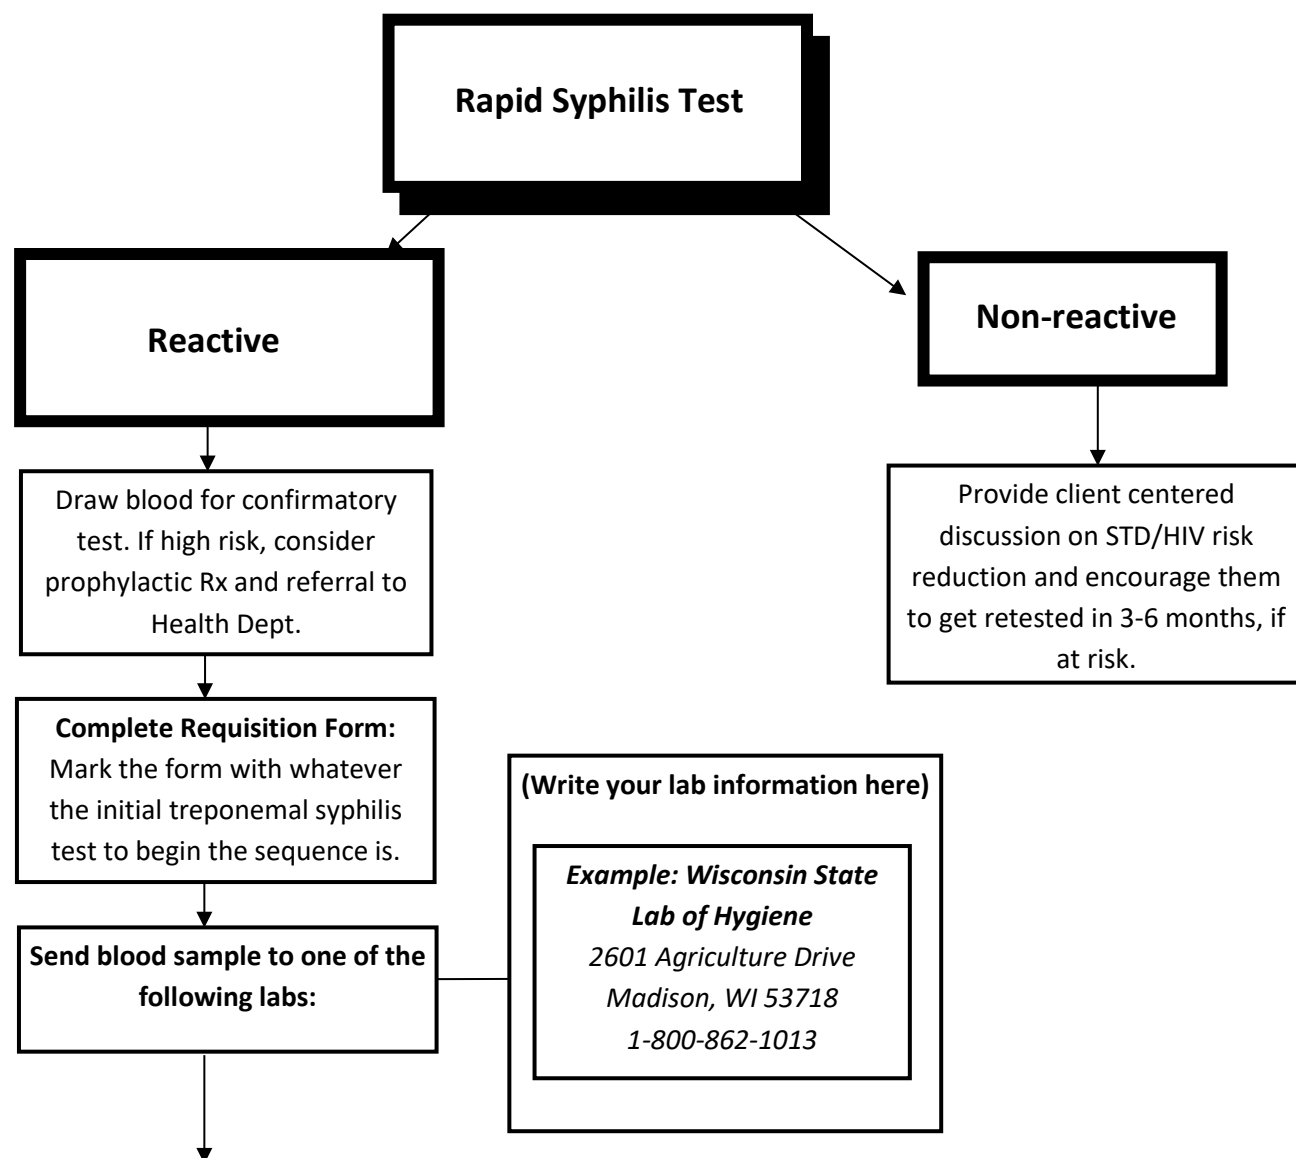 Rapid Syphilis Test
Reactive
Non-reactive
Draw blood for confirmatory
test. If high risk, consider
prophylactic Rx and referral to
Health Dept.
Provide client centered
discussion on STD/HIV risk
reduction and encourage them
to get retested in 3-6 months, if
at risk.
Complete Requisition Form:
Mark the form with whatever
the initial treponemal syphilis
test to begin the sequence is.
Send blood sample to one of the
following labs:
(Write your lab information here)
Example: Wisconsin State
Lab of Hygiene
2601 Agriculture Drive
Madison, WI 53718
1-800-862-1013